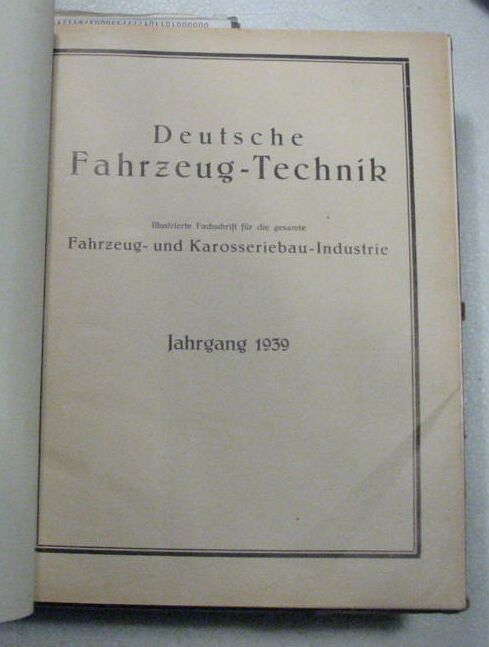 Deutsche
Fahrzeug-Technik
Illustrierte Fachschrift für die gesamte
Fahrzeug- und Karosseriebau-Industrie
Jahrgang 1939